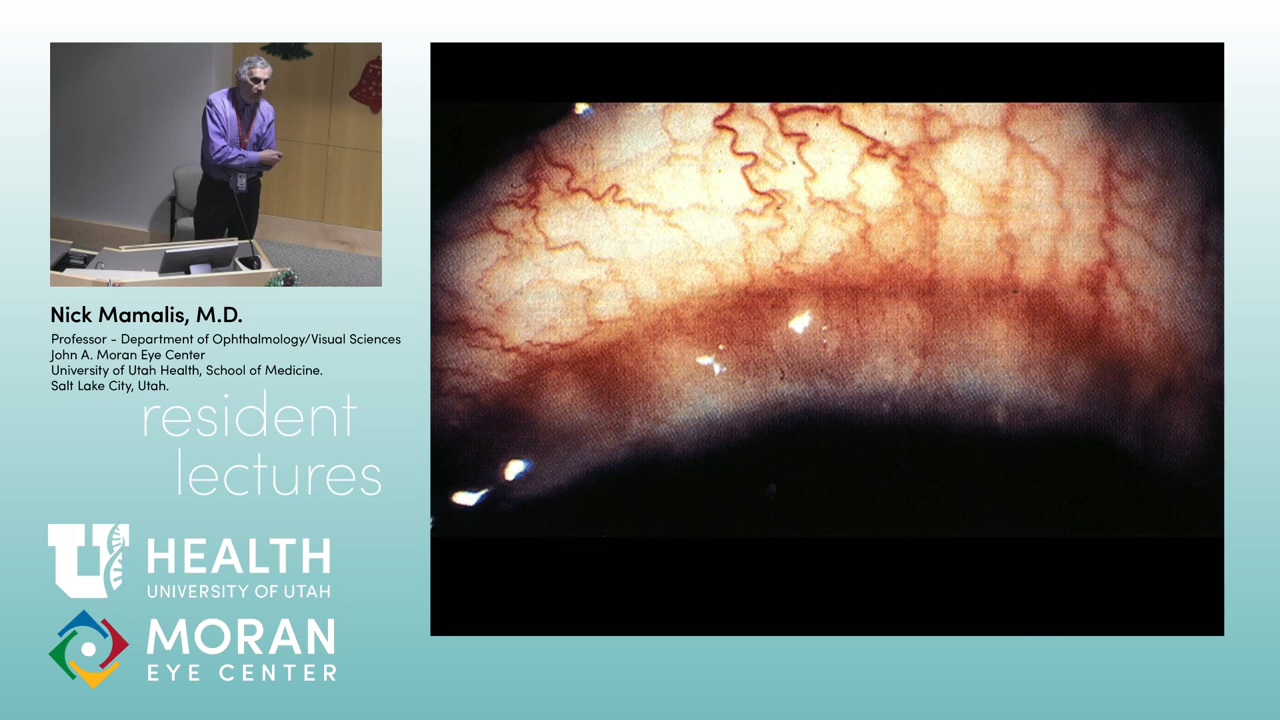 Nick Mamalis, M.D.
Professor - Department of Ophthalmology/Visual Sciences
John A. Moran Eye Center
University of Utah Health, School of Medicine.
Salt Lake City, Utah.
resident
lectures
U HEALTH
UNIVERSITY OF UTAH
MORAN
EYE CENTER